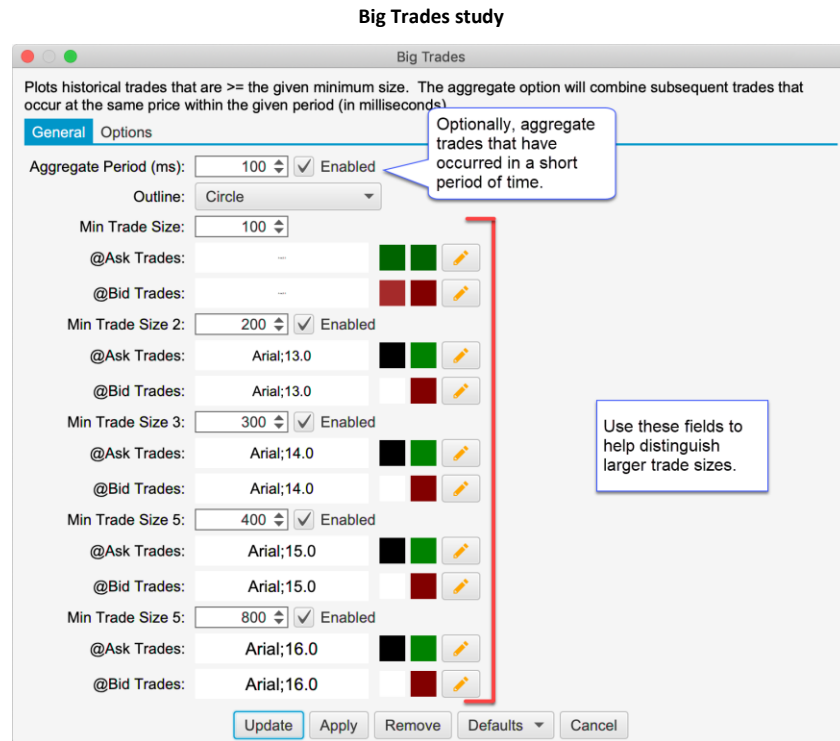 Big Trades study
Big Trades
Plots historical trades that are >= the given minimum size. The aggregate option will combine subsequent trades that
occur at the same price within the given period (in milliseconds)
General Options
Optionally, aggregate
trades that have
occurred in a short
period of time.
Aggregate Period (ms): 100 Enabled
Outline: Circle
Min Trade Size: 100
@Ask Trades:
@Bid Trades:
Min Trade Size 2: 200 Enabled
@Ask Trades: Arial;13.0
@Bid Trades: Arial;13.0
Min Trade Size 3: 300 Enabled
@Ask Trades: Arial;14.0
@Bid Trades: Arial;14.0
Use these fields to
help distinguish
larger trade sizes.
Min Trade Size 5: 400 Enabled
@Ask Trades: Arial;15.0
@Bid Trades: Arial;15.0
Min Trade Size 5: 800 Enabled
@Ask Trades: Arial;16.0
@Bid Trades: Arial;16.0
Update Apply Remove Defaults Cancel